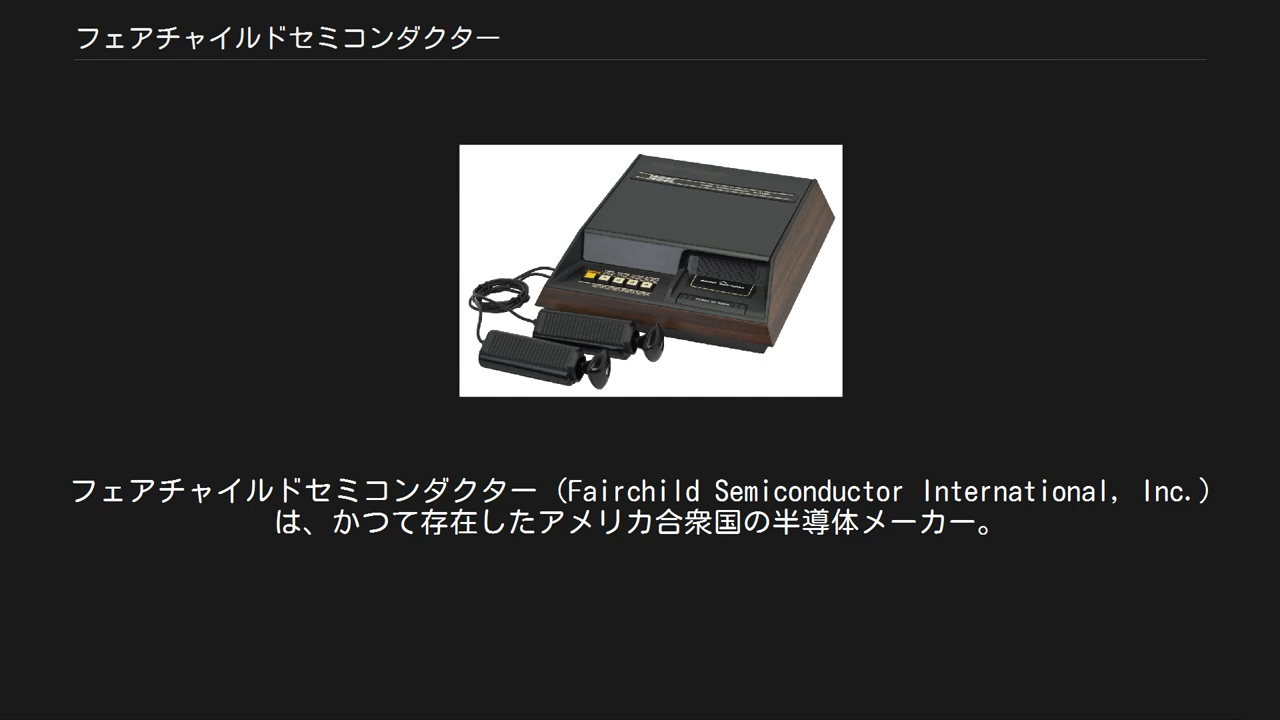 フェアチャイルドセミコンダクター
フェアチャイルドセミコンダクター（Fairchild Semiconductor International, Inc.）
は、かつて存在したアメリカ合衆国の半導体メーカー。